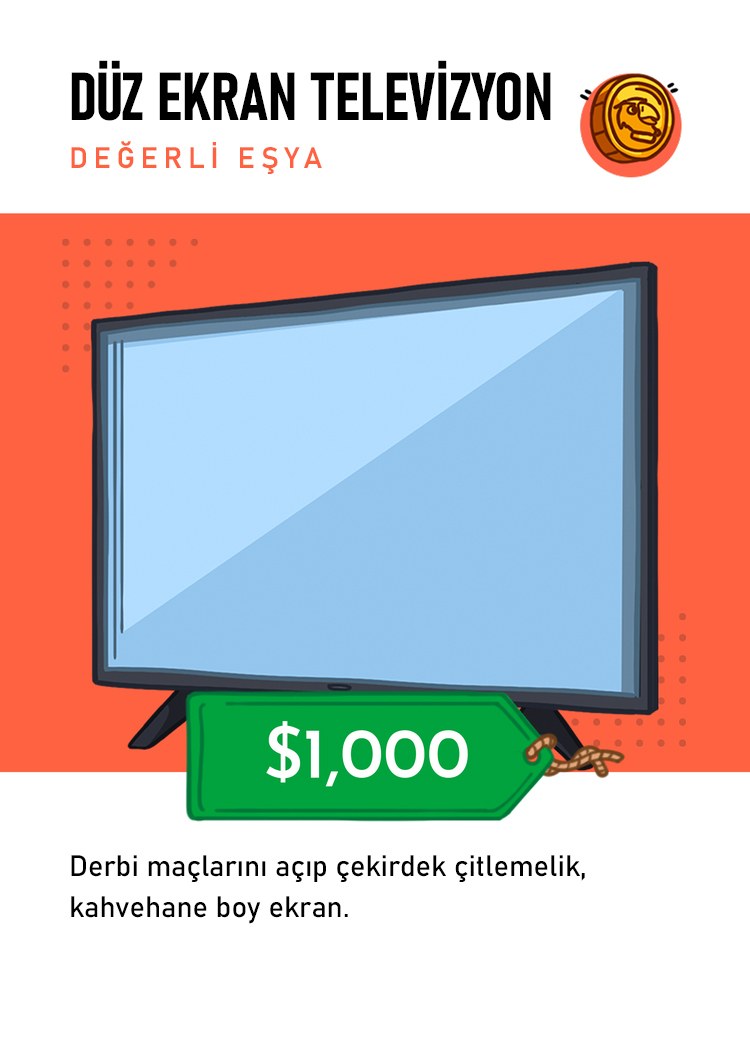 DÜZ EKRAN TELEVİZYON
DEĞERLİ EŞYA
$1,000
Derbi maçlarını açıp çekirdek çitlemelik,
kahvehane boy ekran.